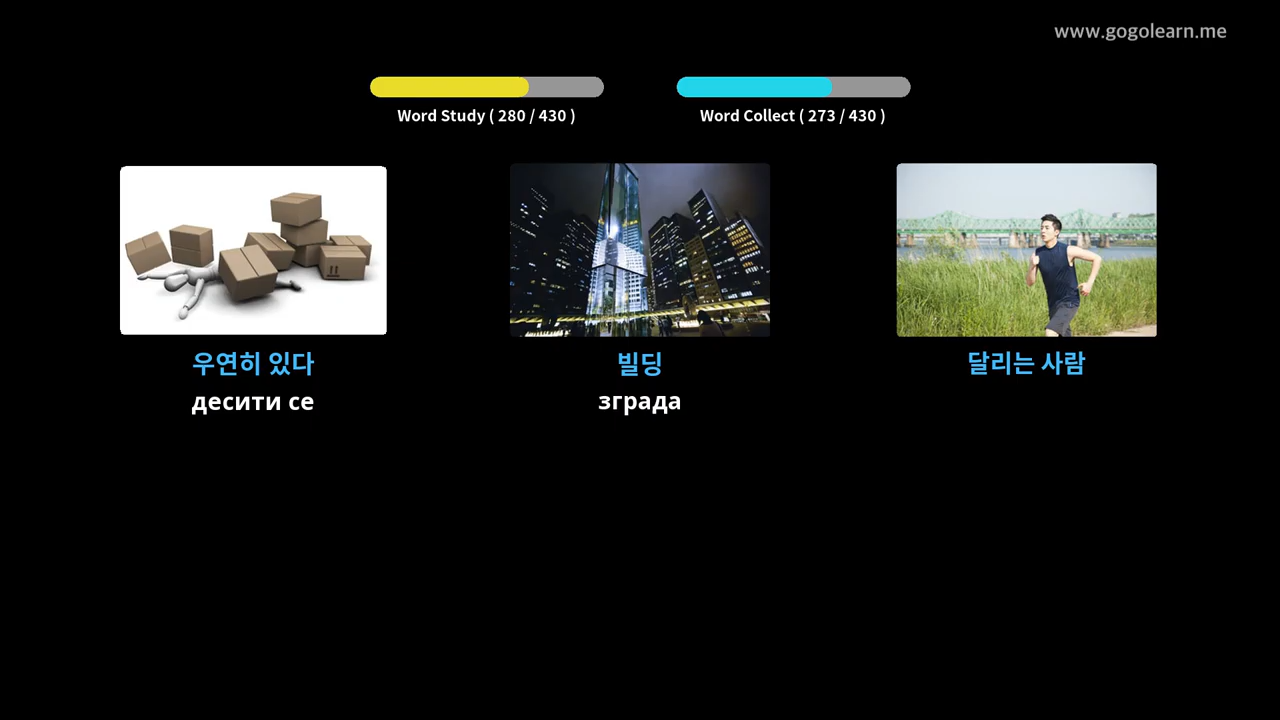 www.gogolearn.me
Word Study ( 280 / 430 )
Word Collect ( 273 / 430 )
우연히 있다
десити се
빌딩
зграда
달리는 사람